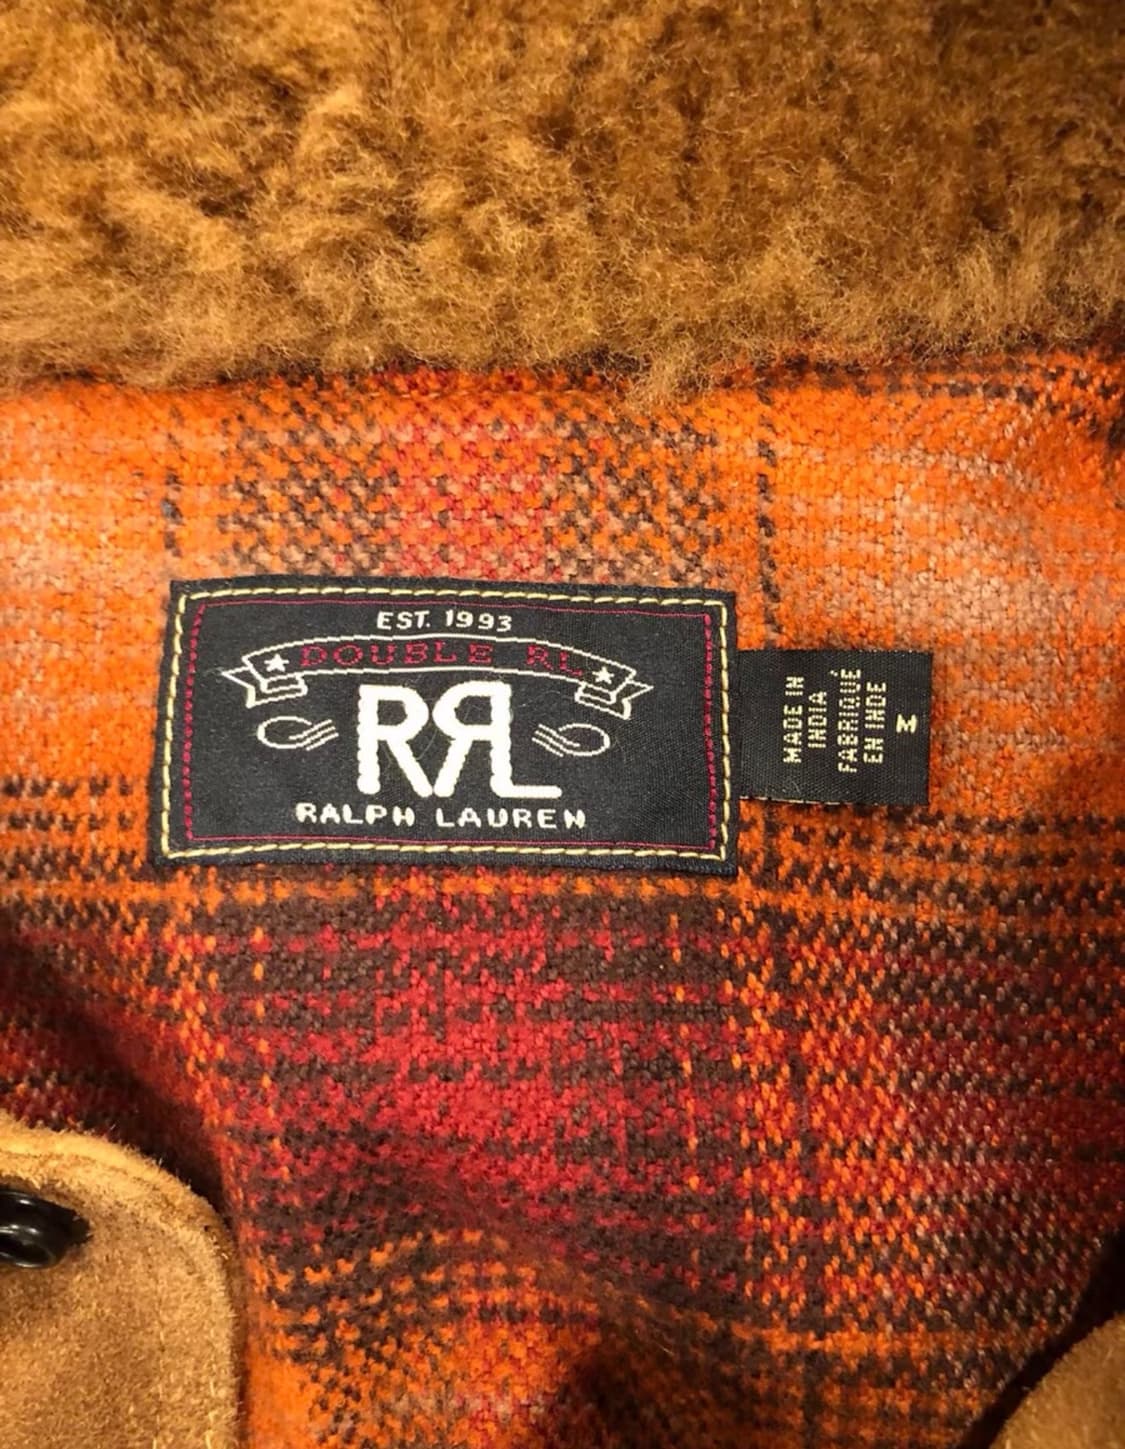 EST. 1993
DOUBLE RL
RRL
RALPH LAUREN
MADE IN
INDIA
FABRIQUÉ
EN INDE
M